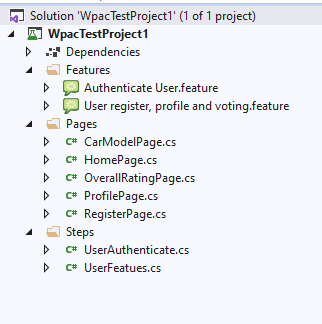 Solution 'WpacTestProject1' (1 of 1 project)
WpacTestProject1
Dependencies
Features
Authenticate User.feature
User register, profile and voting.feature
Pages
C# CarModelPage.cs
C# HomePage.cs
C# OverallRatingPage.cs
C# ProfilePage.cs
C# RegisterPage.cs
Steps
C# UserAuthenticate.cs
C# UserFeatues.cs